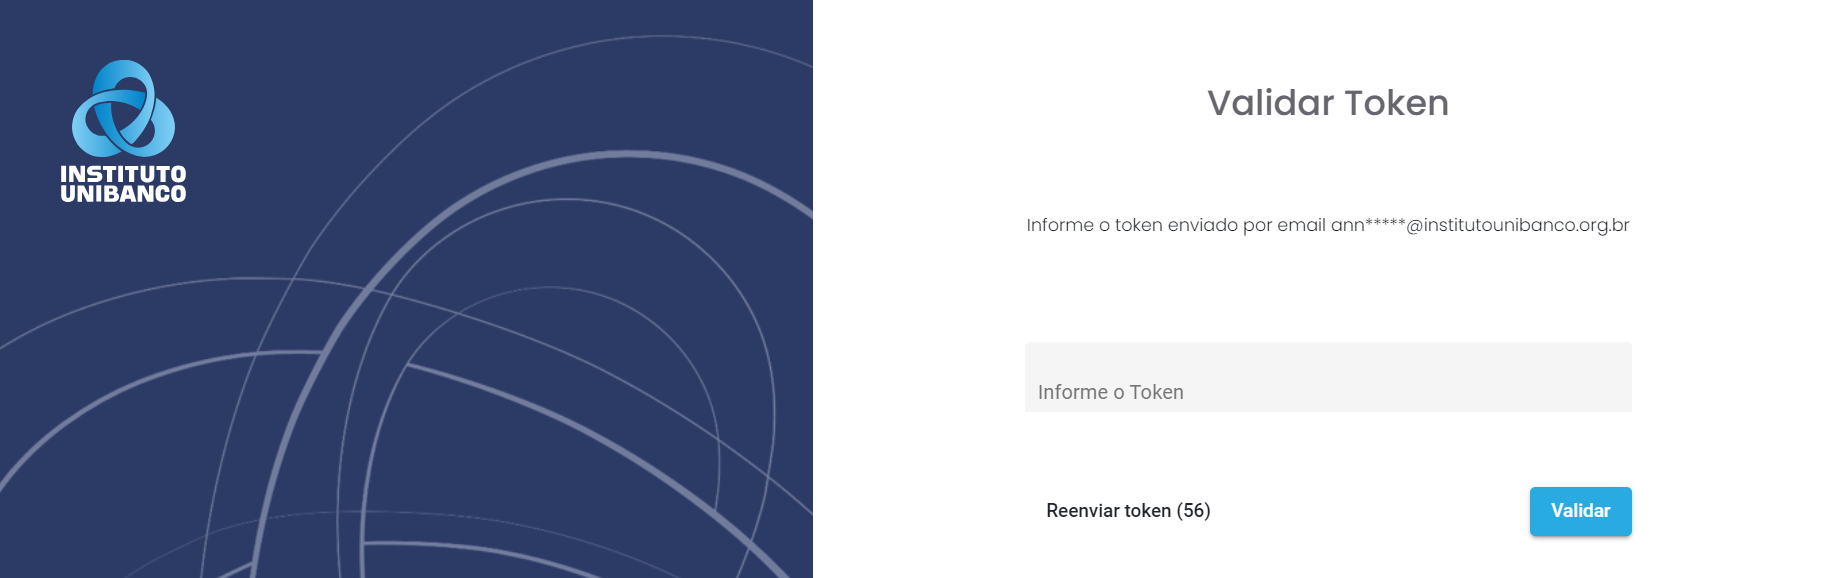 INSTITUTO
UNIBANCO
Validar Token
Informe o token enviado por email ann*****@institutounibanco.org.br
Informe o Token
Reenviar token (56)
Validar